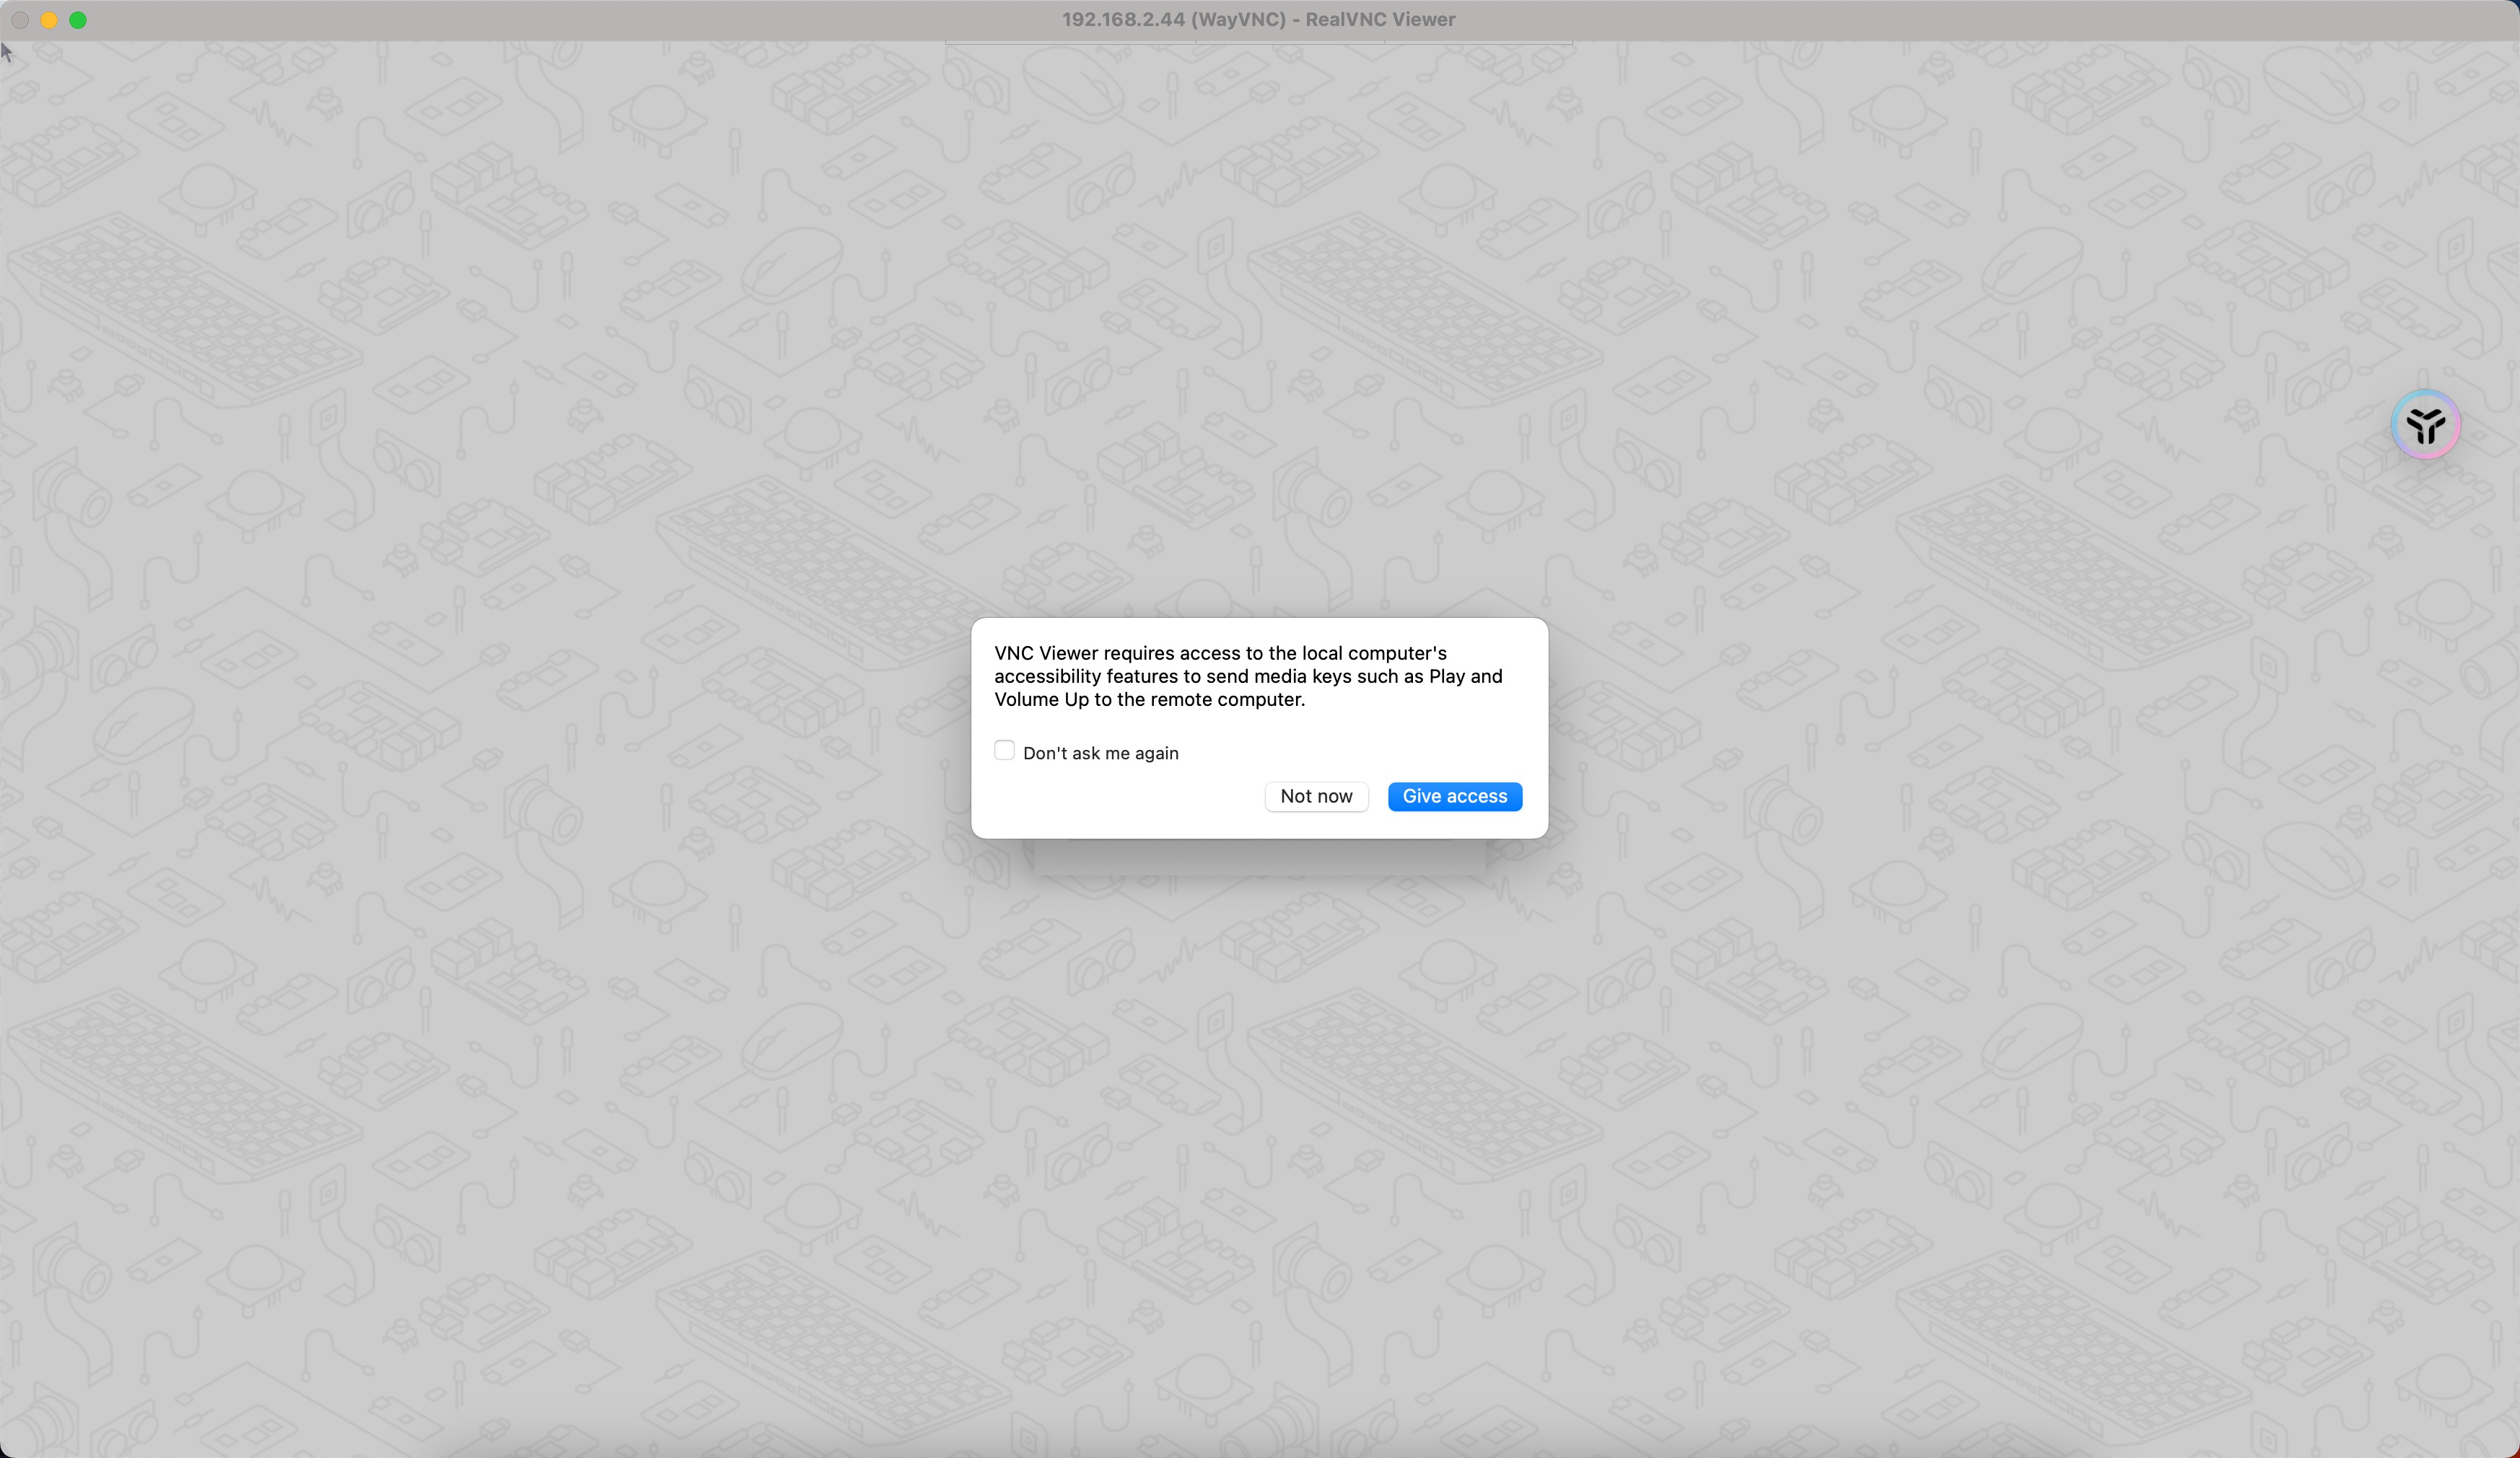 192.168.2.44 (WayVNC) - RealVNC Viewer
VNC Viewer requires access to the local computer's
accessibility features to send media keys such as Play and
Volume Up to the remote computer.
Don't ask me again
Not now
Give access